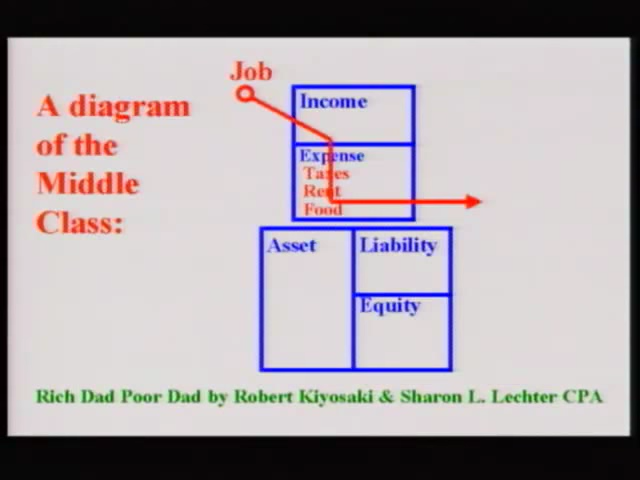 Job
A diagram
of the
Middle
Class:
Income
Expense
Taxes
Rent
Food
Asset
Liability
Equity
Rich Dad Poor Dad by Robert Kiyosaki & Sharon L. Lechter CPA